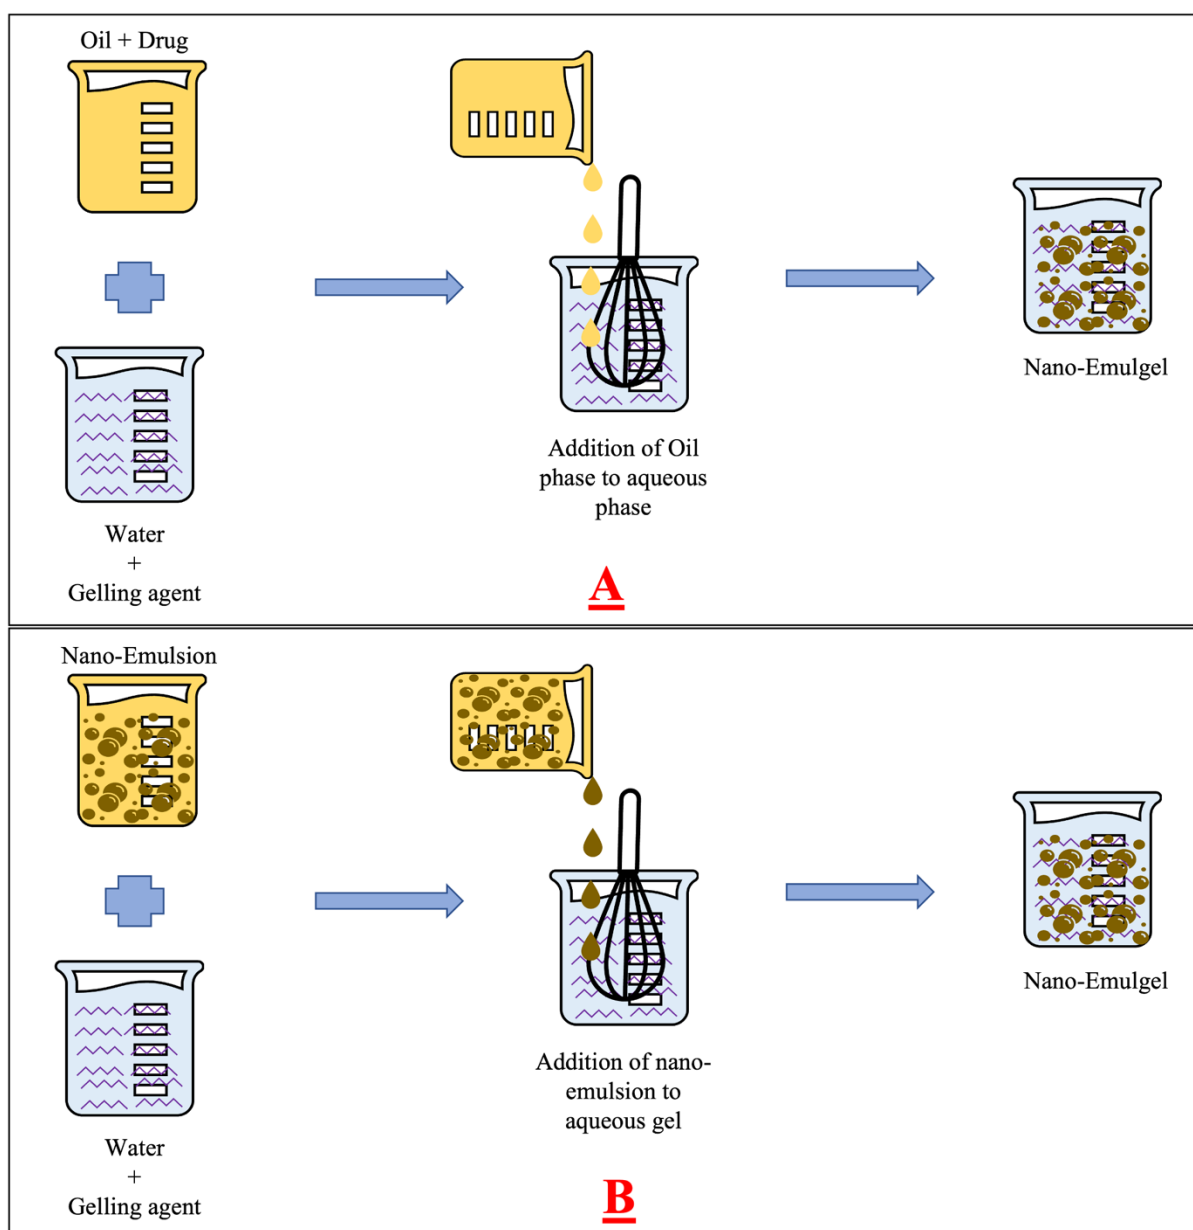 Oil + Drug
Water
+
Gelling agent
Addition of Oil
phase to aqueous
phase
Nano-Emulgel
A
Nano-Emulsion
Water
+
Gelling agent
Addition of nano-
emulsion to
aqueous gel
Nano-Emulgel
B